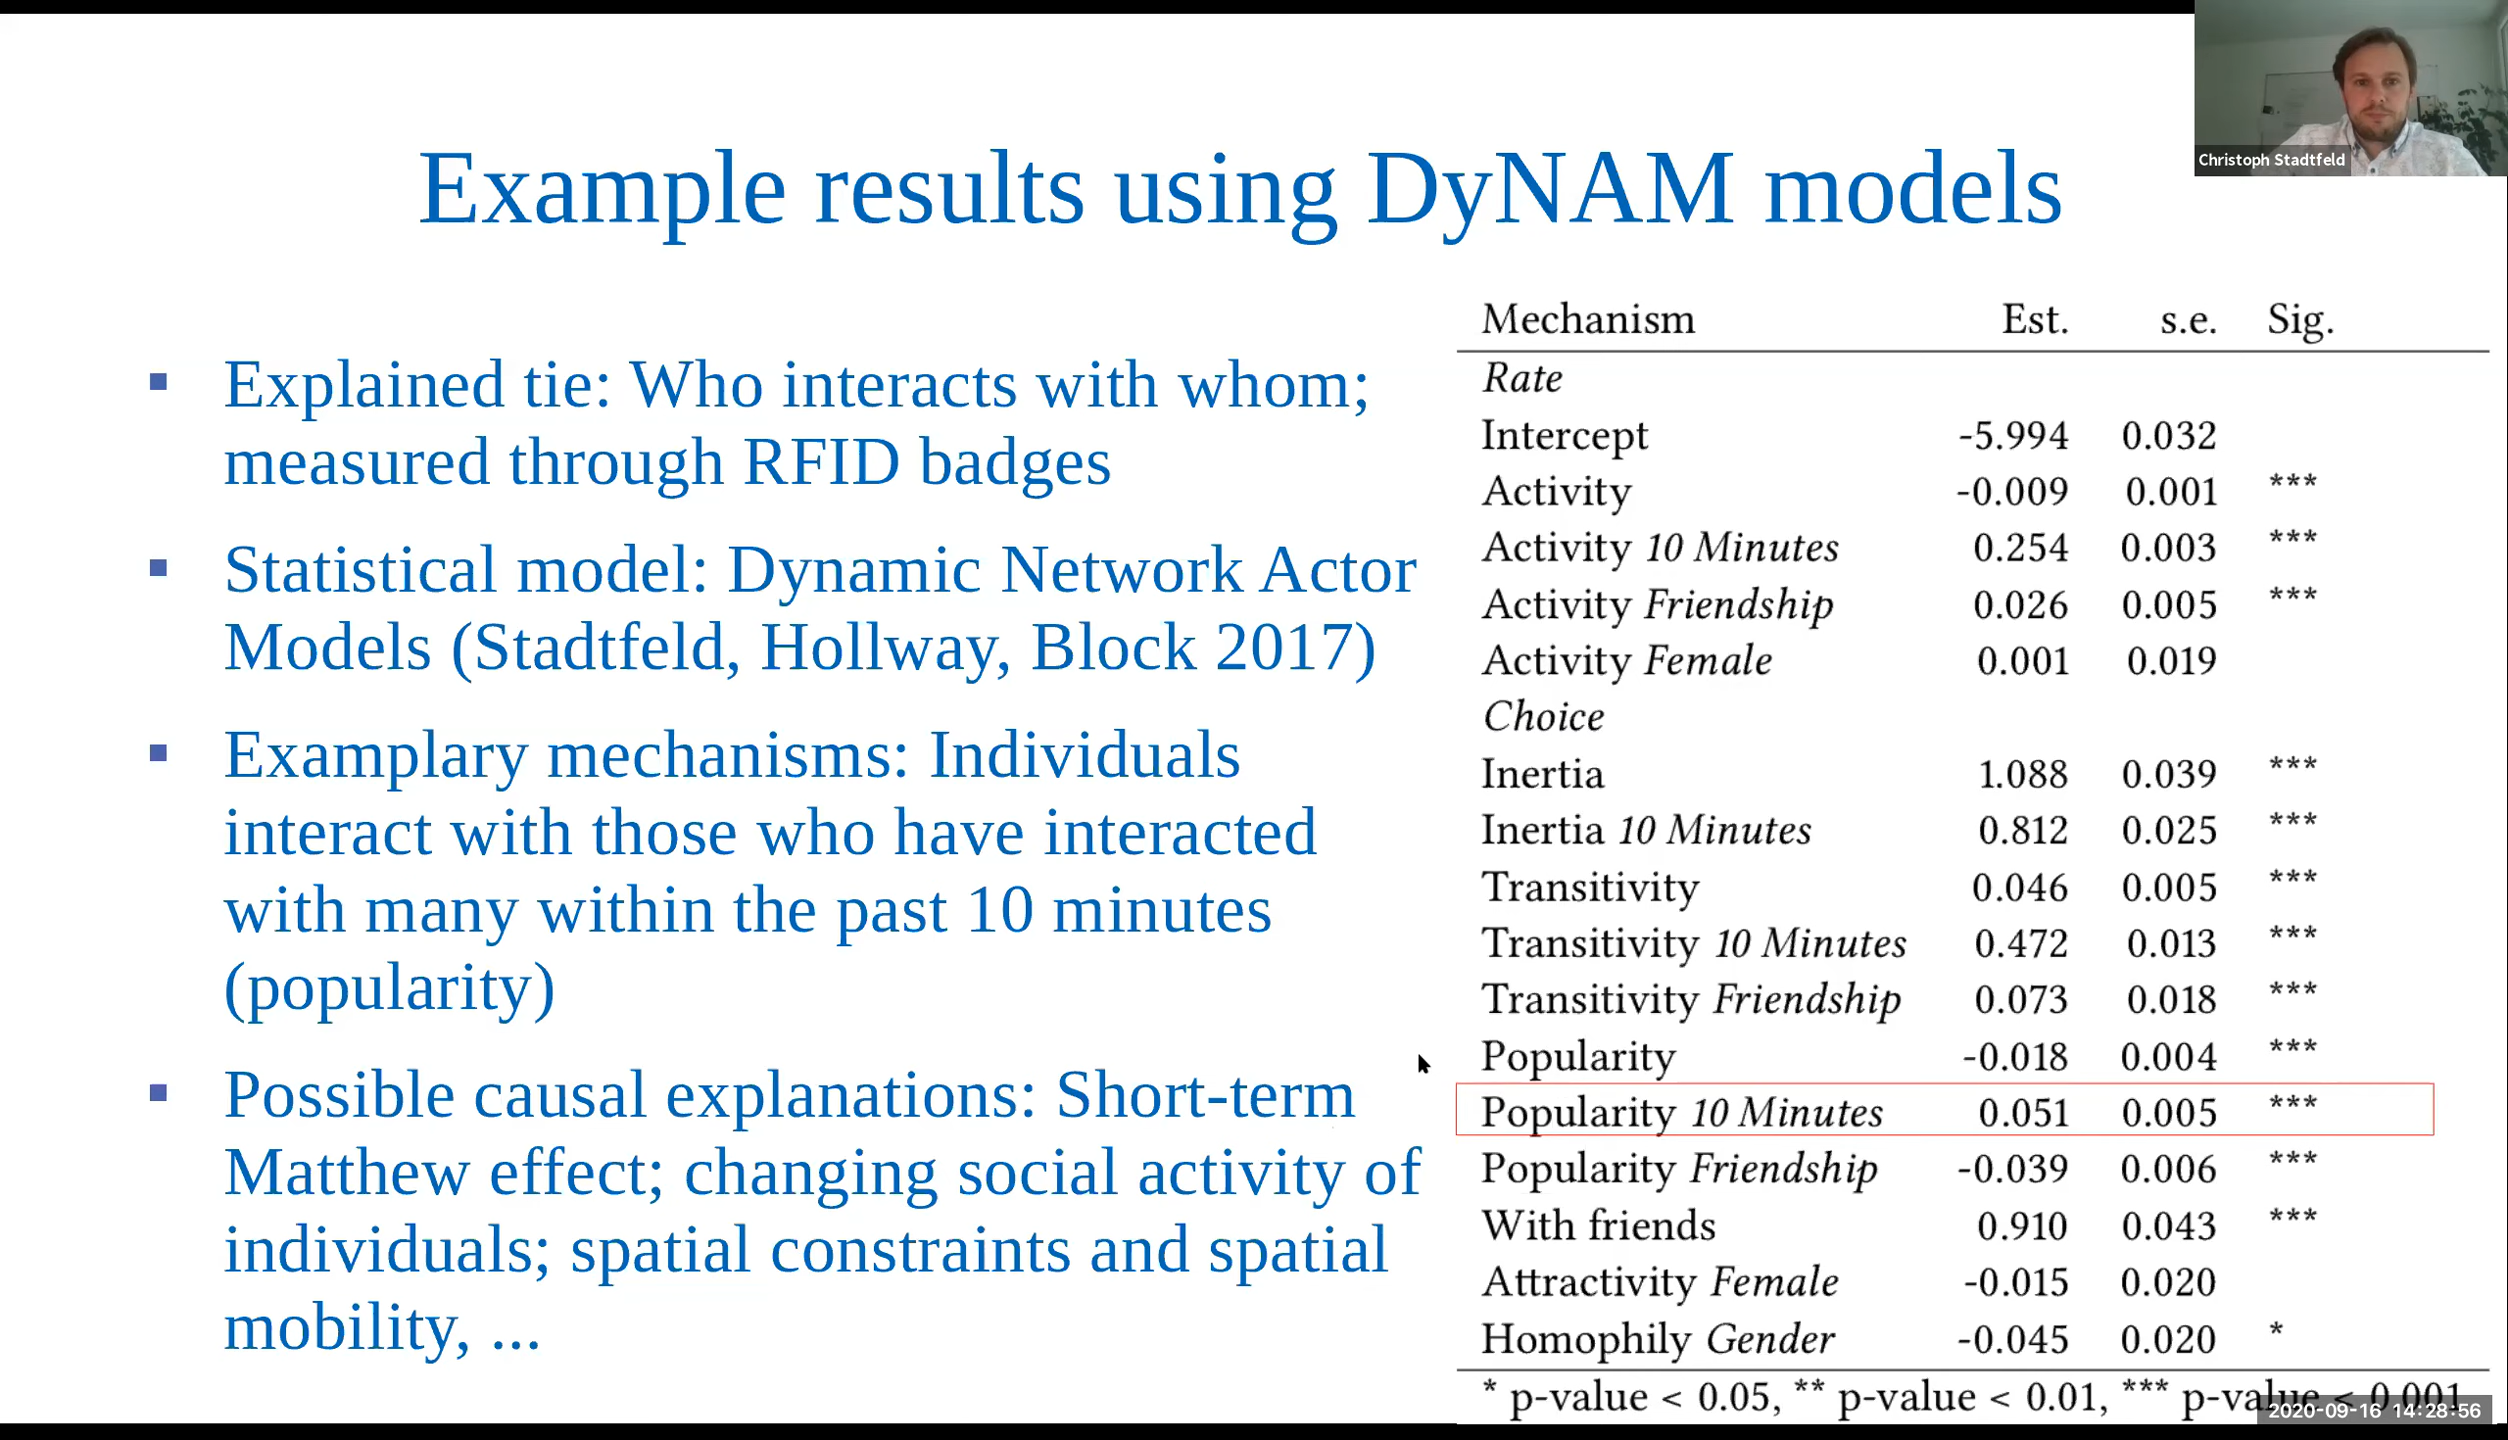 Christoph Stadtfeld
Example results using DyNAM models
▪ Explained tie: Who interacts with whom;
measured through RFID badges
▪ Statistical model: Dynamic Network Actor
Models (Stadtfeld, Hollway, Block 2017)
▪ Examplary mechanisms: Individuals
interact with those who have interacted
with many within the past 10 minutes
(popularity)
▪ Possible causal explanations: Short-term
Matthew effect; changing social activity of
individuals; spatial constraints and spatial
mobility, ...
Mechanism Est. s.e. Sig.
Rate
Intercept -5.994 0.032
Activity -0.009 0.001 ***
Activity 10 Minutes 0.254 0.003 ***
Activity Friendship 0.026 0.005 ***
Activity Female 0.001 0.019
Choice
Inertia 1.088 0.039 ***
Inertia 10 Minutes 0.812 0.025 ***
Transitivity 0.046 0.005 ***
Transitivity 10 Minutes 0.472 0.013 ***
Transitivity Friendship 0.073 0.018 ***
Popularity -0.018 0.004 ***
Popularity 10 Minutes 0.051 0.005 ***
Popularity Friendship -0.039 0.006 ***
With friends 0.910 0.043 ***
Attractivity Female -0.015 0.020
Homophily Gender -0.045 0.020 *
* p-value < 0.05, ** p-value < 0.01, *** p-value < 0.001
2020-09-16 14:28:56